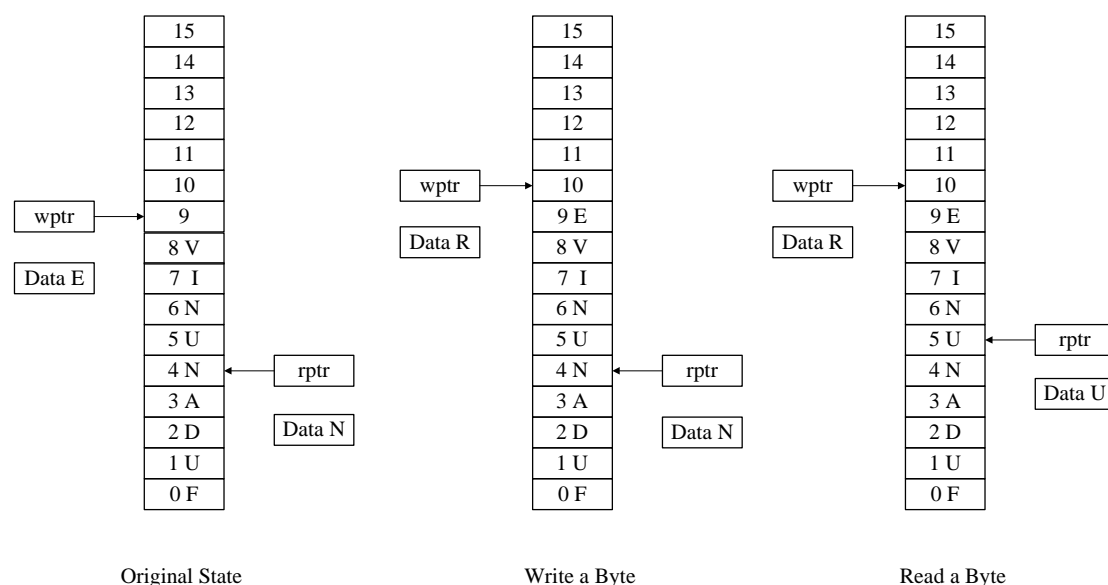 15
14
13
12
11
10
9
8 V
7 I
6 N
5 U
4 N
3 A
2 D
1 U
0 F
wptr
Data E
rptr
Data N
Original State
15
14
13
12
11
10
9 E
8 V
7 I
6 N
5 U
4 N
3 A
2 D
1 U
0 F
wptr
Data R
rptr
Data N
Write a Byte
15
14
13
12
11
10
9 E
8 V
7 I
6 N
5 U
4 N
3 A
2 D
1 U
0 F
wptr
Data R
rptr
Data U
Read a Byte